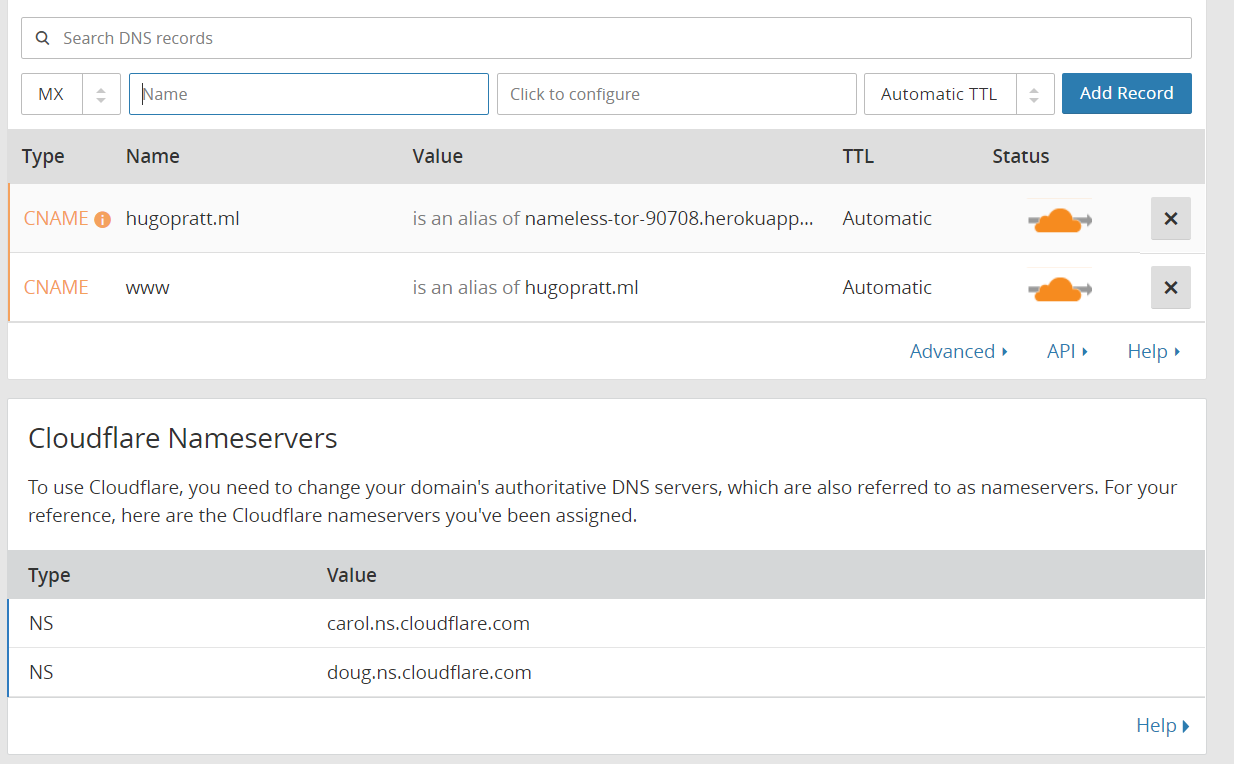 Search DNS records
MX Name Click to configure Automatic TTL Add Record
Type Name Value TTL Status
CNAME hugopratt.ml is an alias of nameless-tor-90708.herokuapp... Automatic
CNAME www is an alias of hugopratt.ml Automatic
Advanced API Help
Cloudflare Nameservers
To use Cloudflare, you need to change your domain's authoritative DNS servers, which are also referred to as nameservers. For your
reference, here are the Cloudflare nameservers you've been assigned.
Type Value
NS carol.ns.cloudflare.com
NS doug.ns.cloudflare.com
Help